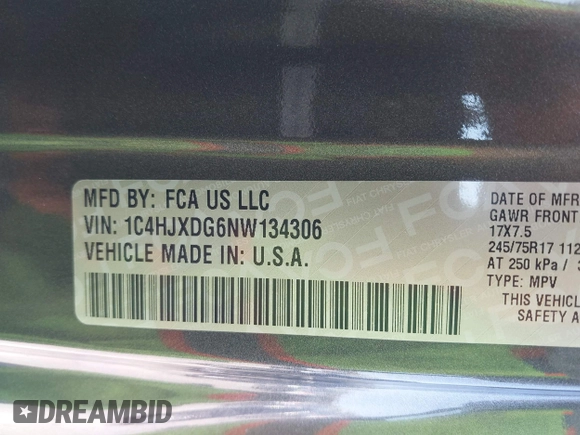 MFD BY: FCA US LLC
VIN: 1C4HJXDG6NW134306
VEHICLE MADE IN: U.S.A.
DATE OF MFR
GAWR FRONT
17X7.5
245/75R17 112
AT 250 kPa /
TYPE: MPV
THIS VEHICL
SAFETY A
DREAMBID